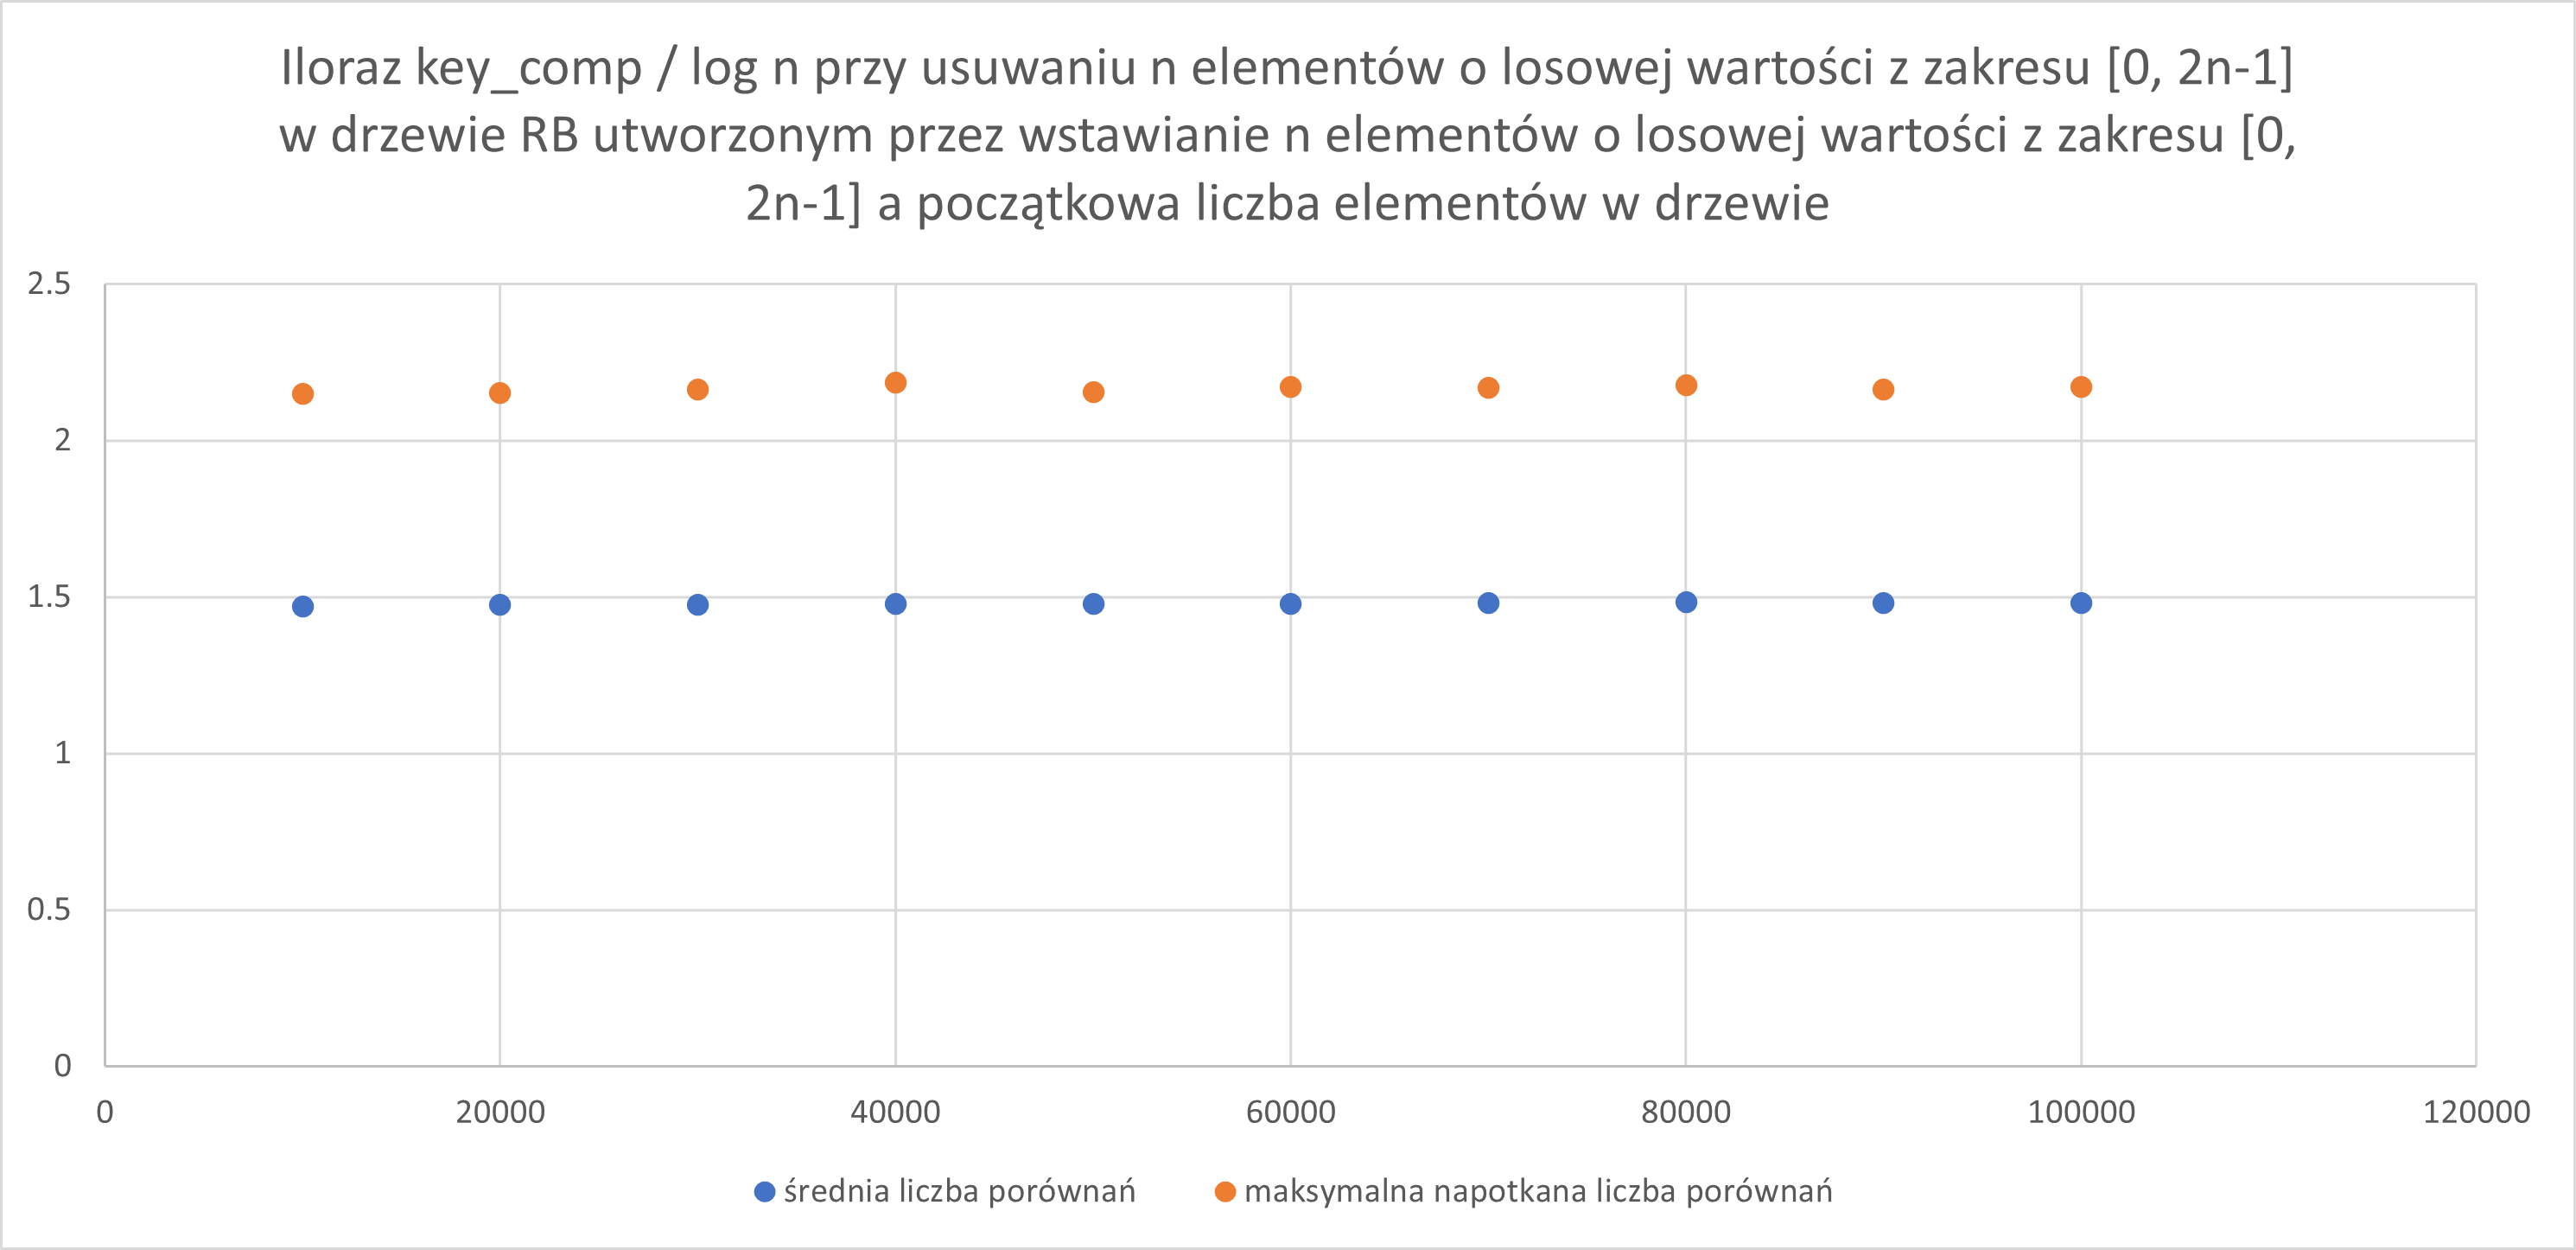 Iloraz key_comp / log n przy usuwaniu n elementów o losowej wartości z zakresu [0, 2n-1]
w drzewie RB utworzonym przez wstawianie n elementów o losowej wartości z zakresu [0,
2n-1] a początkowa liczba elementów w drzewie
2.5
2
1.5
1
0.5
0
0 20000 40000 60000 80000 100000 120000
średnia liczba porównań maksymalna napotkana liczba porównań